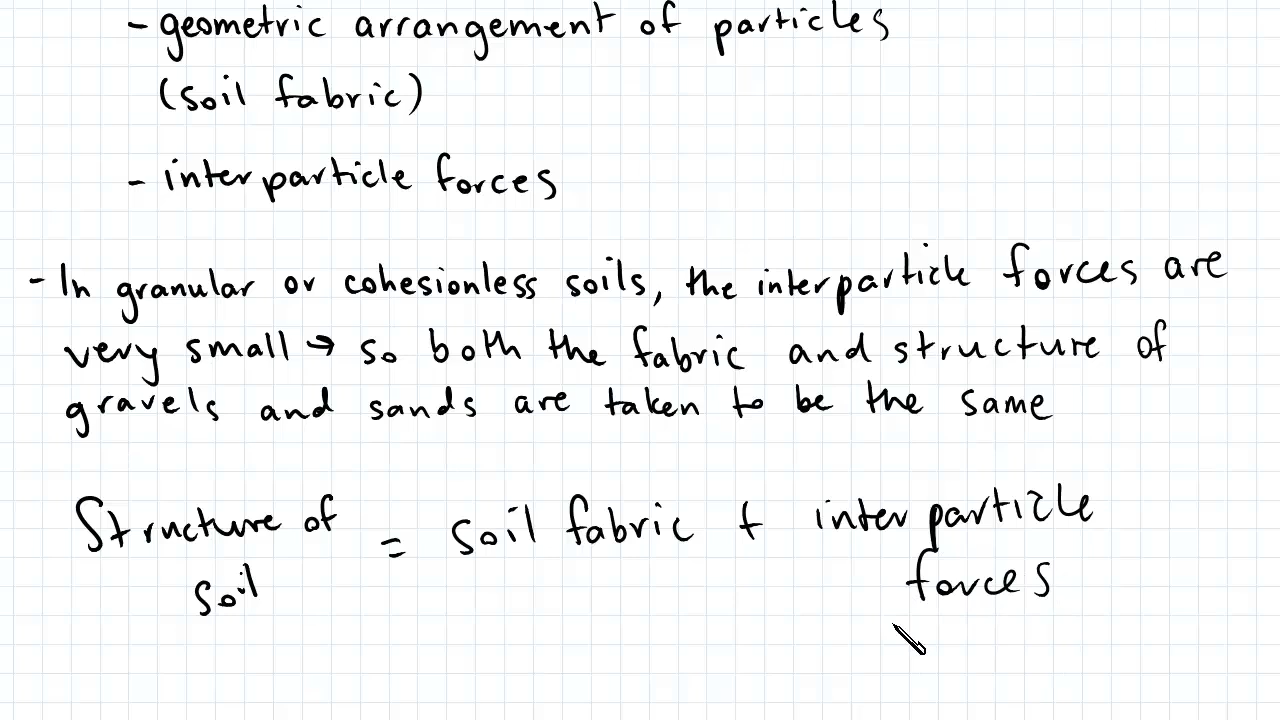 - geometric arrangement of particles
(soil fabric)
- interparticle forces
- In granular or cohesionless soils, the interparticle forces are
very small → so both the fabric and structure of
gravels and sands are taken to be the same
Structure of = soil fabric + interparticle
soil forces